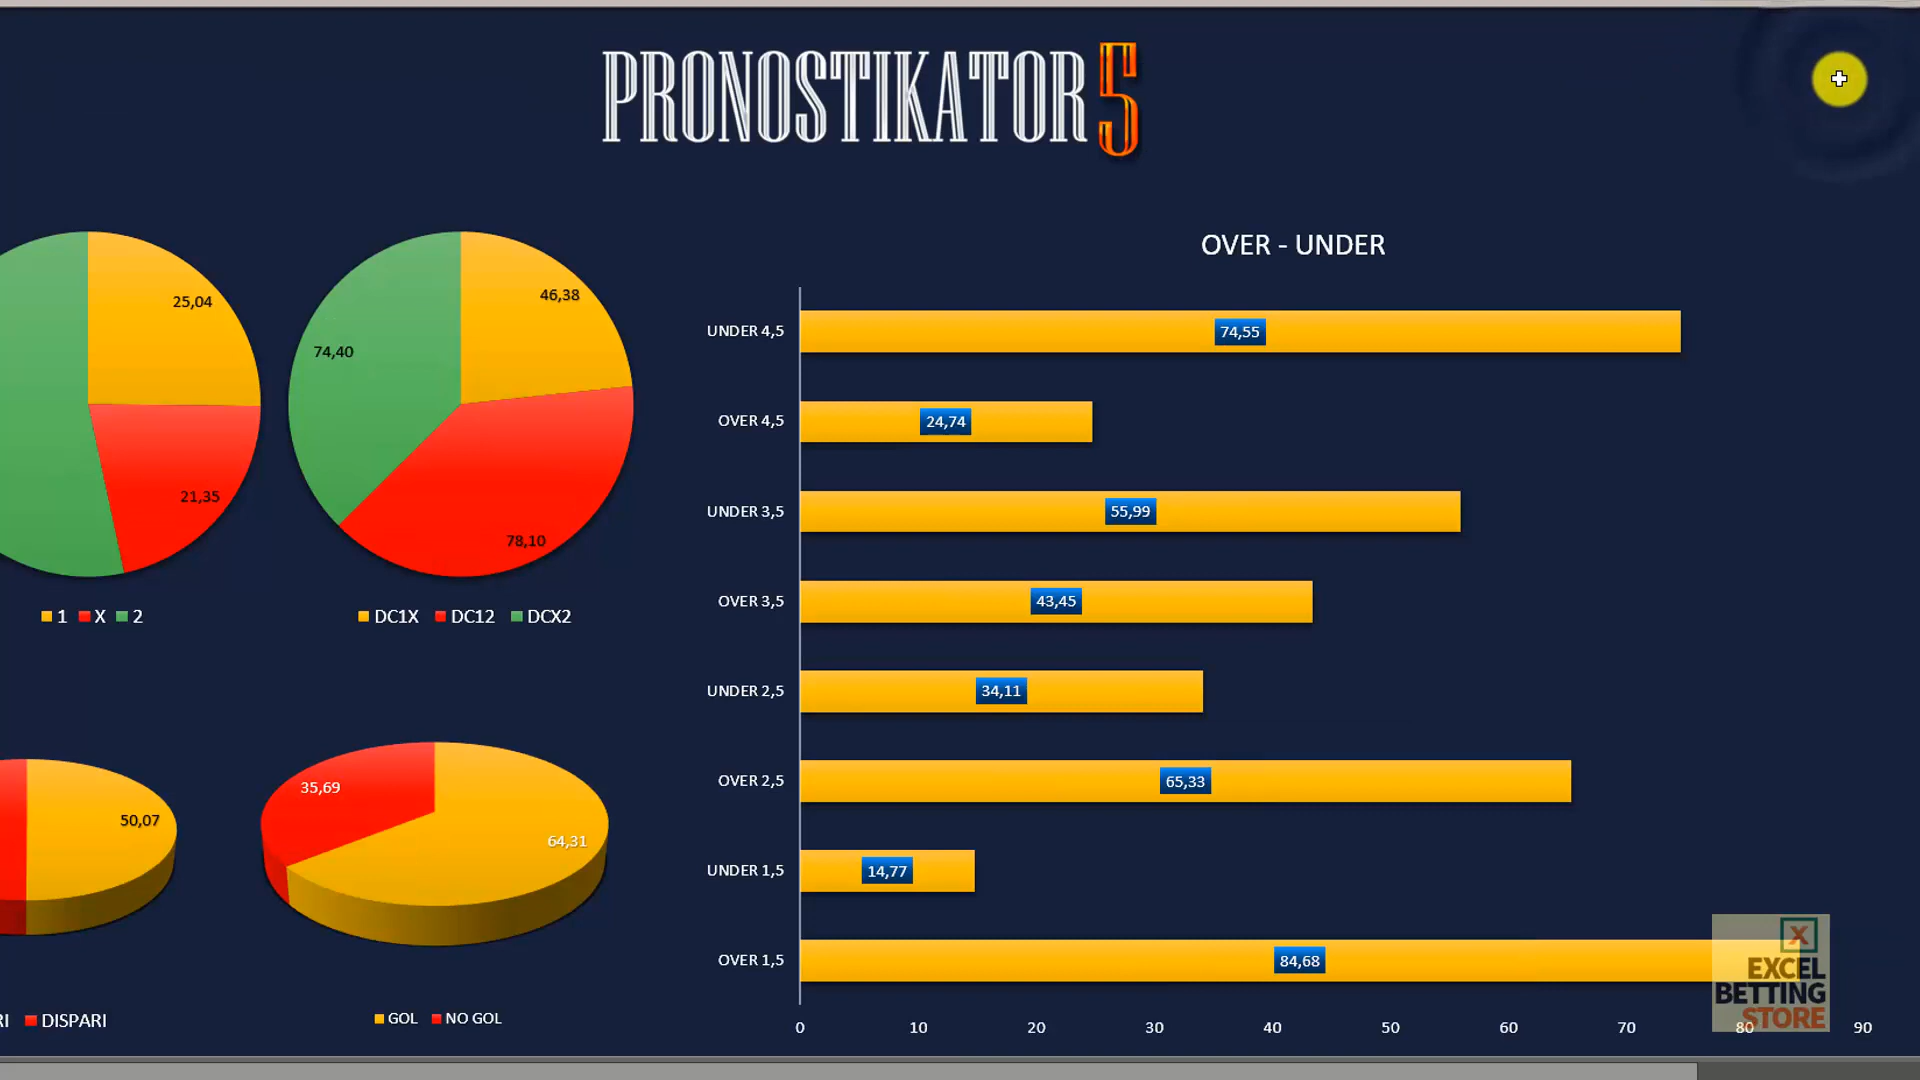 PRONOSTIKATOR 5
25,04
21,35
1 X 2
46,38
74,40
78,10
DC1X DC12 DCX2
50,07
DISPARI
35,69
64,31
GOL NO GOL
OVER - UNDER
UNDER 4,5 74,55
OVER 4,5 24,74
UNDER 3,5 55,99
OVER 3,5 43,45
UNDER 2,5 34,11
OVER 2,5 65,33
UNDER 1,5 14,77
OVER 1,5 84,68
0 10 20 30 40 50 60 70 80 90
X
EXCEL
BETTING
STORE